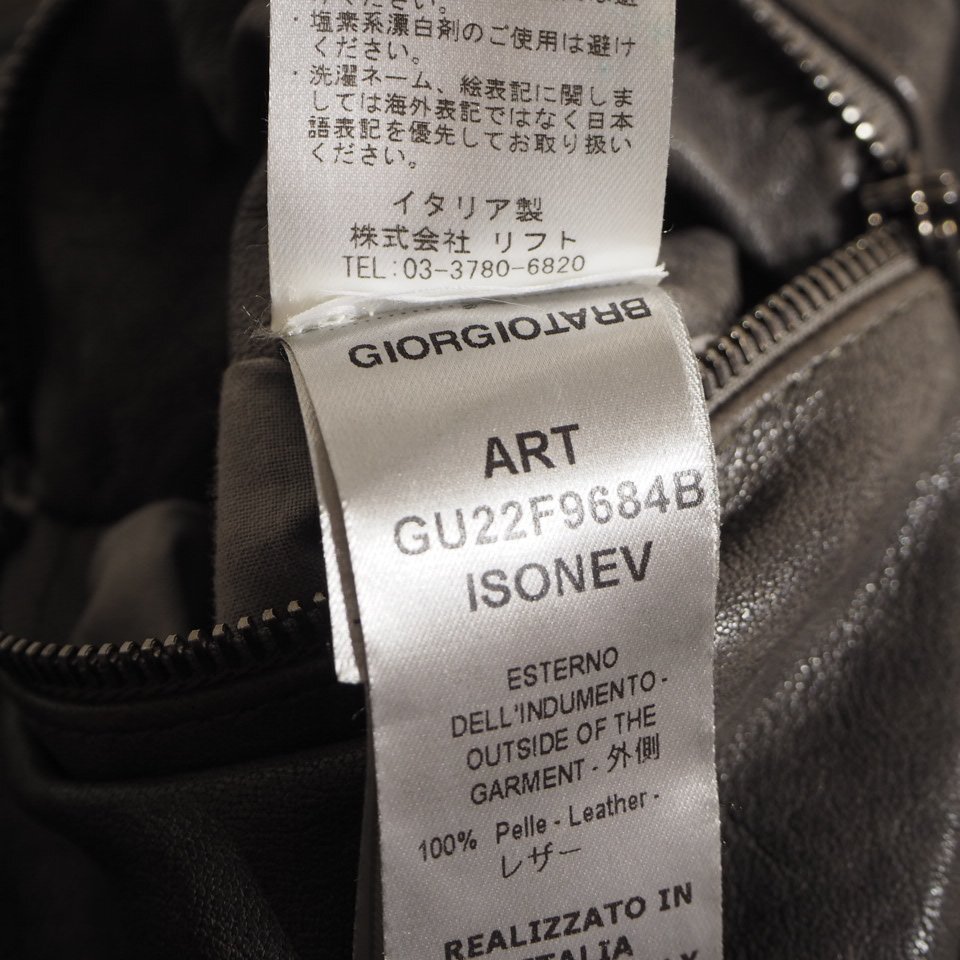 ください。
・塩素系漂白剤のご使用は避け
ください。
・洗濯ネーム、絵表記に関しま
しては海外表記ではなく日本
語表記を優先してお取り扱い
ください。
イタリア製
株式会社 リフト
TEL:03-3780-6820
GIORGIOBRATO
ART
GU22F9684B
ISONEV
ESTERNO
DELL'INDUMENTO -
OUTSIDE OF THE
GARMENT - 外側
100% Pelle - Leather -
レザー
REALIZZATO IN
ITALIA